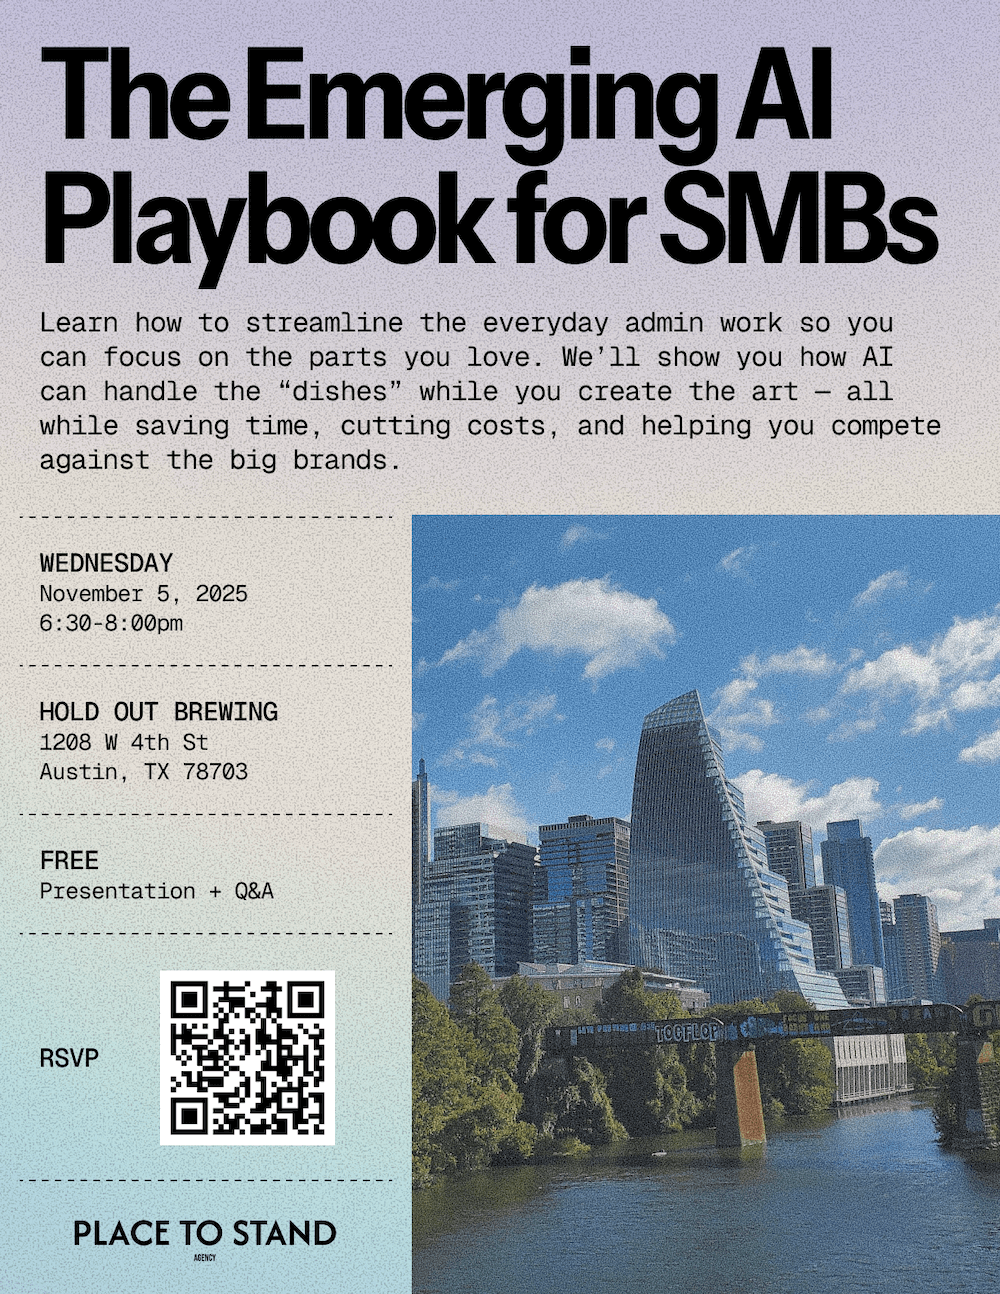 The Emerging AI
Playbook for SMBs
Learn how to streamline the everyday admin work so you
can focus on the parts you love. We’ll show you how AI
can handle the “dishes” while you create the art — all
while saving time, cutting costs, and helping you compete
against the big brands.
WEDNESDAY
November 5, 2025
6:30-8:00pm
HOLD OUT BREWING
1208 W 4th St
Austin, TX 78703
FREE
Presentation + Q&A
RSVP
TOEFLOP
PLACE TO STAND
AGENCY